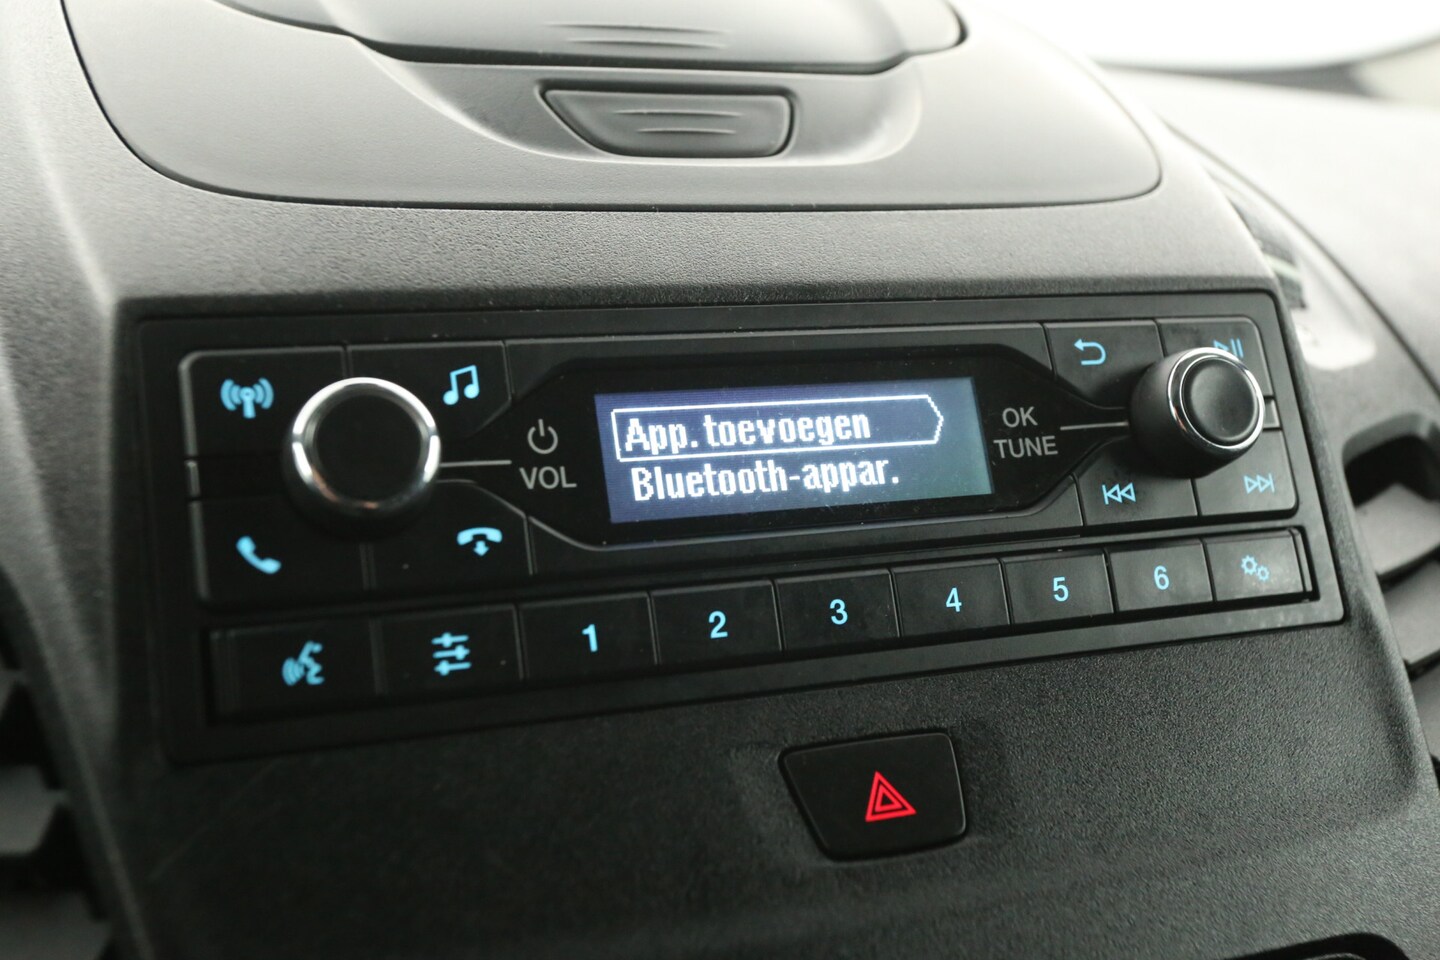 App. toevoegen
Bluetooth-appar.
VOL
OK
TUNE
1 2 3 4 5 6